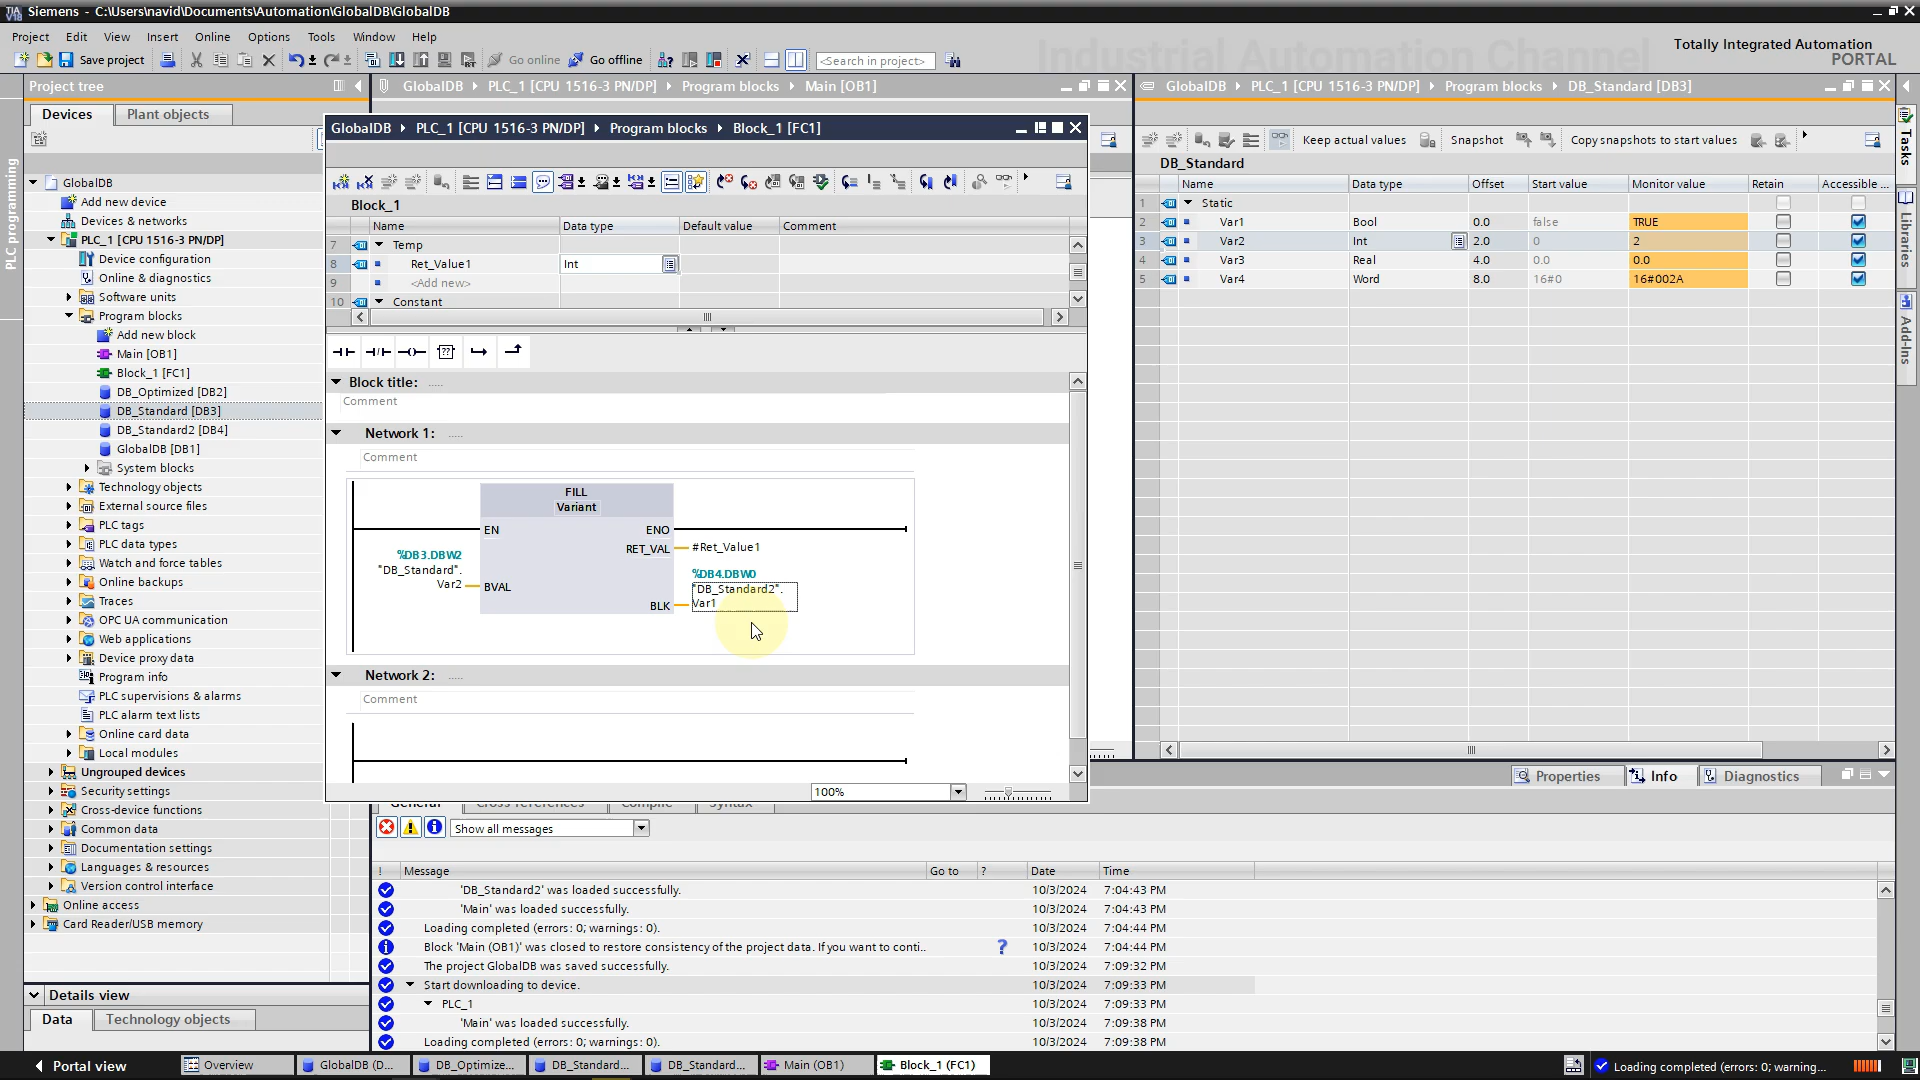 Siemens - C:\Users\navid\Documents\Automation\GlobalDB\GlobalDB
Project Edit View Insert Online Options Tools Window Help
Industrial Automation Channel
Totally Integrated Automation
PORTAL
Save project
Go online
Go offline
<Search in project>
Project tree
GlobalDB PLC_1 [CPU 1516-3 PN/DP] Program blocks Main [OB1]
GlobalDB PLC_1 [CPU 1516-3 PN/DP] Program blocks DB_Standard [DB3]
Devices
Plant objects
PLC programming
GlobalDB
Add new device
Devices & networks
PLC_1 [CPU 1516-3 PN/DP]
Device configuration
Online & diagnostics
Software units
Program blocks
Add new block
Main [OB1]
Block_1 [FC1]
DB_Optimized [DB2]
DB_Standard [DB3]
DB_Standard2 [DB4]
GlobalDB [DB1]
System blocks
Technology objects
External source files
PLC tags
PLC data types
Watch and force tables
Online backups
Traces
OPC UA communication
Web applications
Device proxy data
Program info
PLC supervisions & alarms
PLC alarm text lists
Online card data
Local modules
Ungrouped devices
Security settings
Cross-device functions
Common data
Documentation settings
Languages & resources
Version control interface
Online access
Card Reader/USB memory
Details view
Data
Technology objects
GlobalDB PLC_1 [CPU 1516-3 PN/DP] Program blocks Block_1 [FC1]
Block_1
Name Data type Default value Comment
7 Temp
8 Ret_Value1 Int
9 <Add new>
10 Constant
Block title: .....
Comment
Network 1: .....
Comment
FILL
Variant
EN ENO
RET_VAL #Ret_Value1
%DB3.DBW2
"DB_Standard".
Var2 BVAL
%DB4.DBW0
"DB_Standard2".
BLK Var1
Network 2: .....
Comment
100%
Keep actual values
Snapshot
Copy snapshots to start values
DB_Standard
Name Data type Offset Start value Monitor value Retain Accessible ...
1 Static
2 Var1 Bool 0.0 false TRUE
3 Var2 Int 2.0 0 2
4 Var3 Real 4.0 0.0 0.0
5 Var4 Word 8.0 16#0 16#002A
Tasks
Libraries
Add-Ins
Properties
Info
Diagnostics
General Cross-references Compile Syntax
Show all messages
! Message Go to ? Date Time
'DB_Standard2' was loaded successfully. 10/3/2024 7:04:43 PM
'Main' was loaded successfully. 10/3/2024 7:04:43 PM
Loading completed (errors: 0; warnings: 0). 10/3/2024 7:04:44 PM
Block 'Main (OB1)' was closed to restore consistency of the project data. If you want to conti.. ? 10/3/2024 7:04:44 PM
The project GlobalDB was saved successfully. 10/3/2024 7:09:32 PM
Start downloading to device. 10/3/2024 7:09:33 PM
PLC_1 10/3/2024 7:09:33 PM
'Main' was loaded successfully. 10/3/2024 7:09:38 PM
Loading completed (errors: 0; warnings: 0). 10/3/2024 7:09:38 PM
Portal view
Overview
GlobalDB (D...
DB_Optimize...
DB_Standard...
DB_Standard...
Main (OB1)
Block_1 (FC1)
Loading completed (errors: 0; warning...